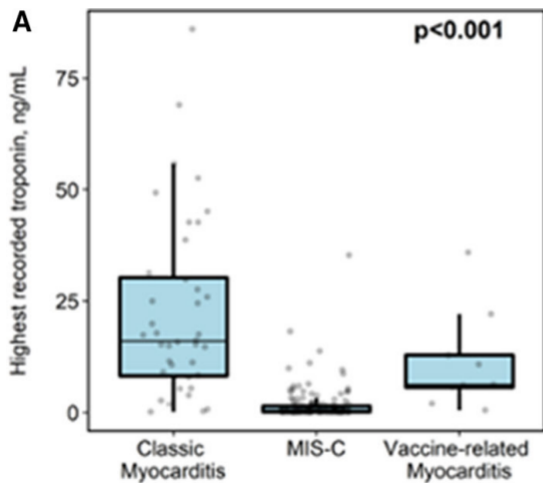 A
p<0.001
Highest recorded troponin, ng/mL
75
50
25
0
Classic
Myocarditis
MIS-C
Vaccine-related
Myocarditis